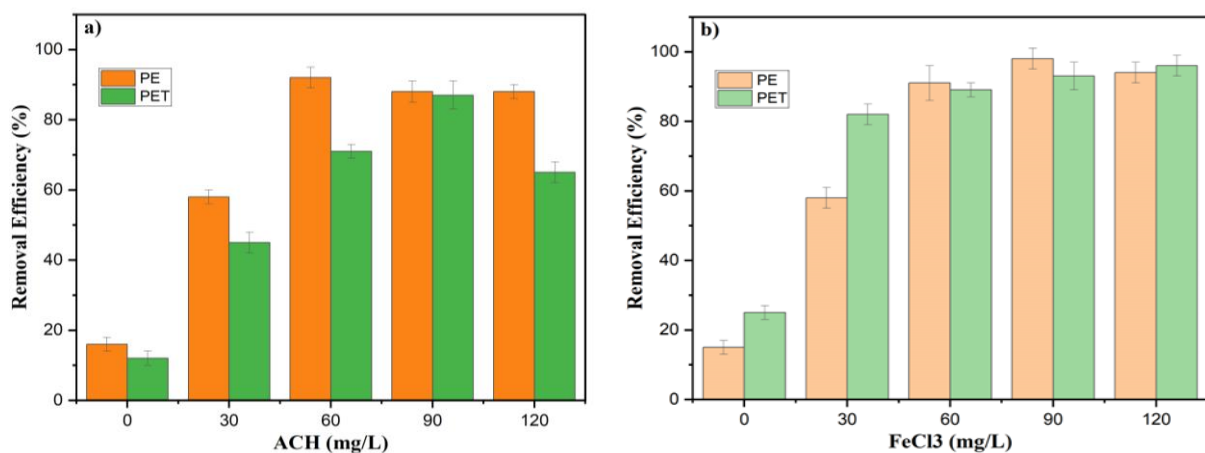 a)
PE
PET
100
80
60
40
20
0
Removal Efficiency (%)
0 30 60 90 120
ACH (mg/L)
b)
PE
PET
100
80
60
40
20
0
Removal Efficiency (%)
0 30 60 90 120
FeCl3 (mg/L)